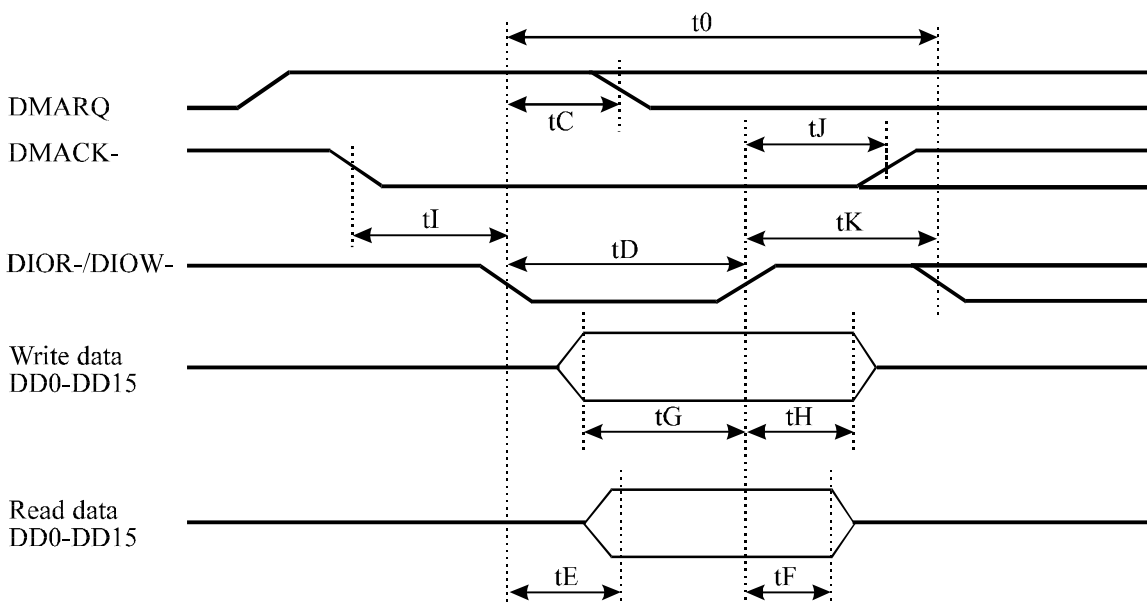 t0
DMARQ
tC
tJ
DMACK-
tI
tK
DIOR-/DIOW-
tD
Write data
DD0-DD15
tG
tH
Read data
DD0-DD15
tE
tF